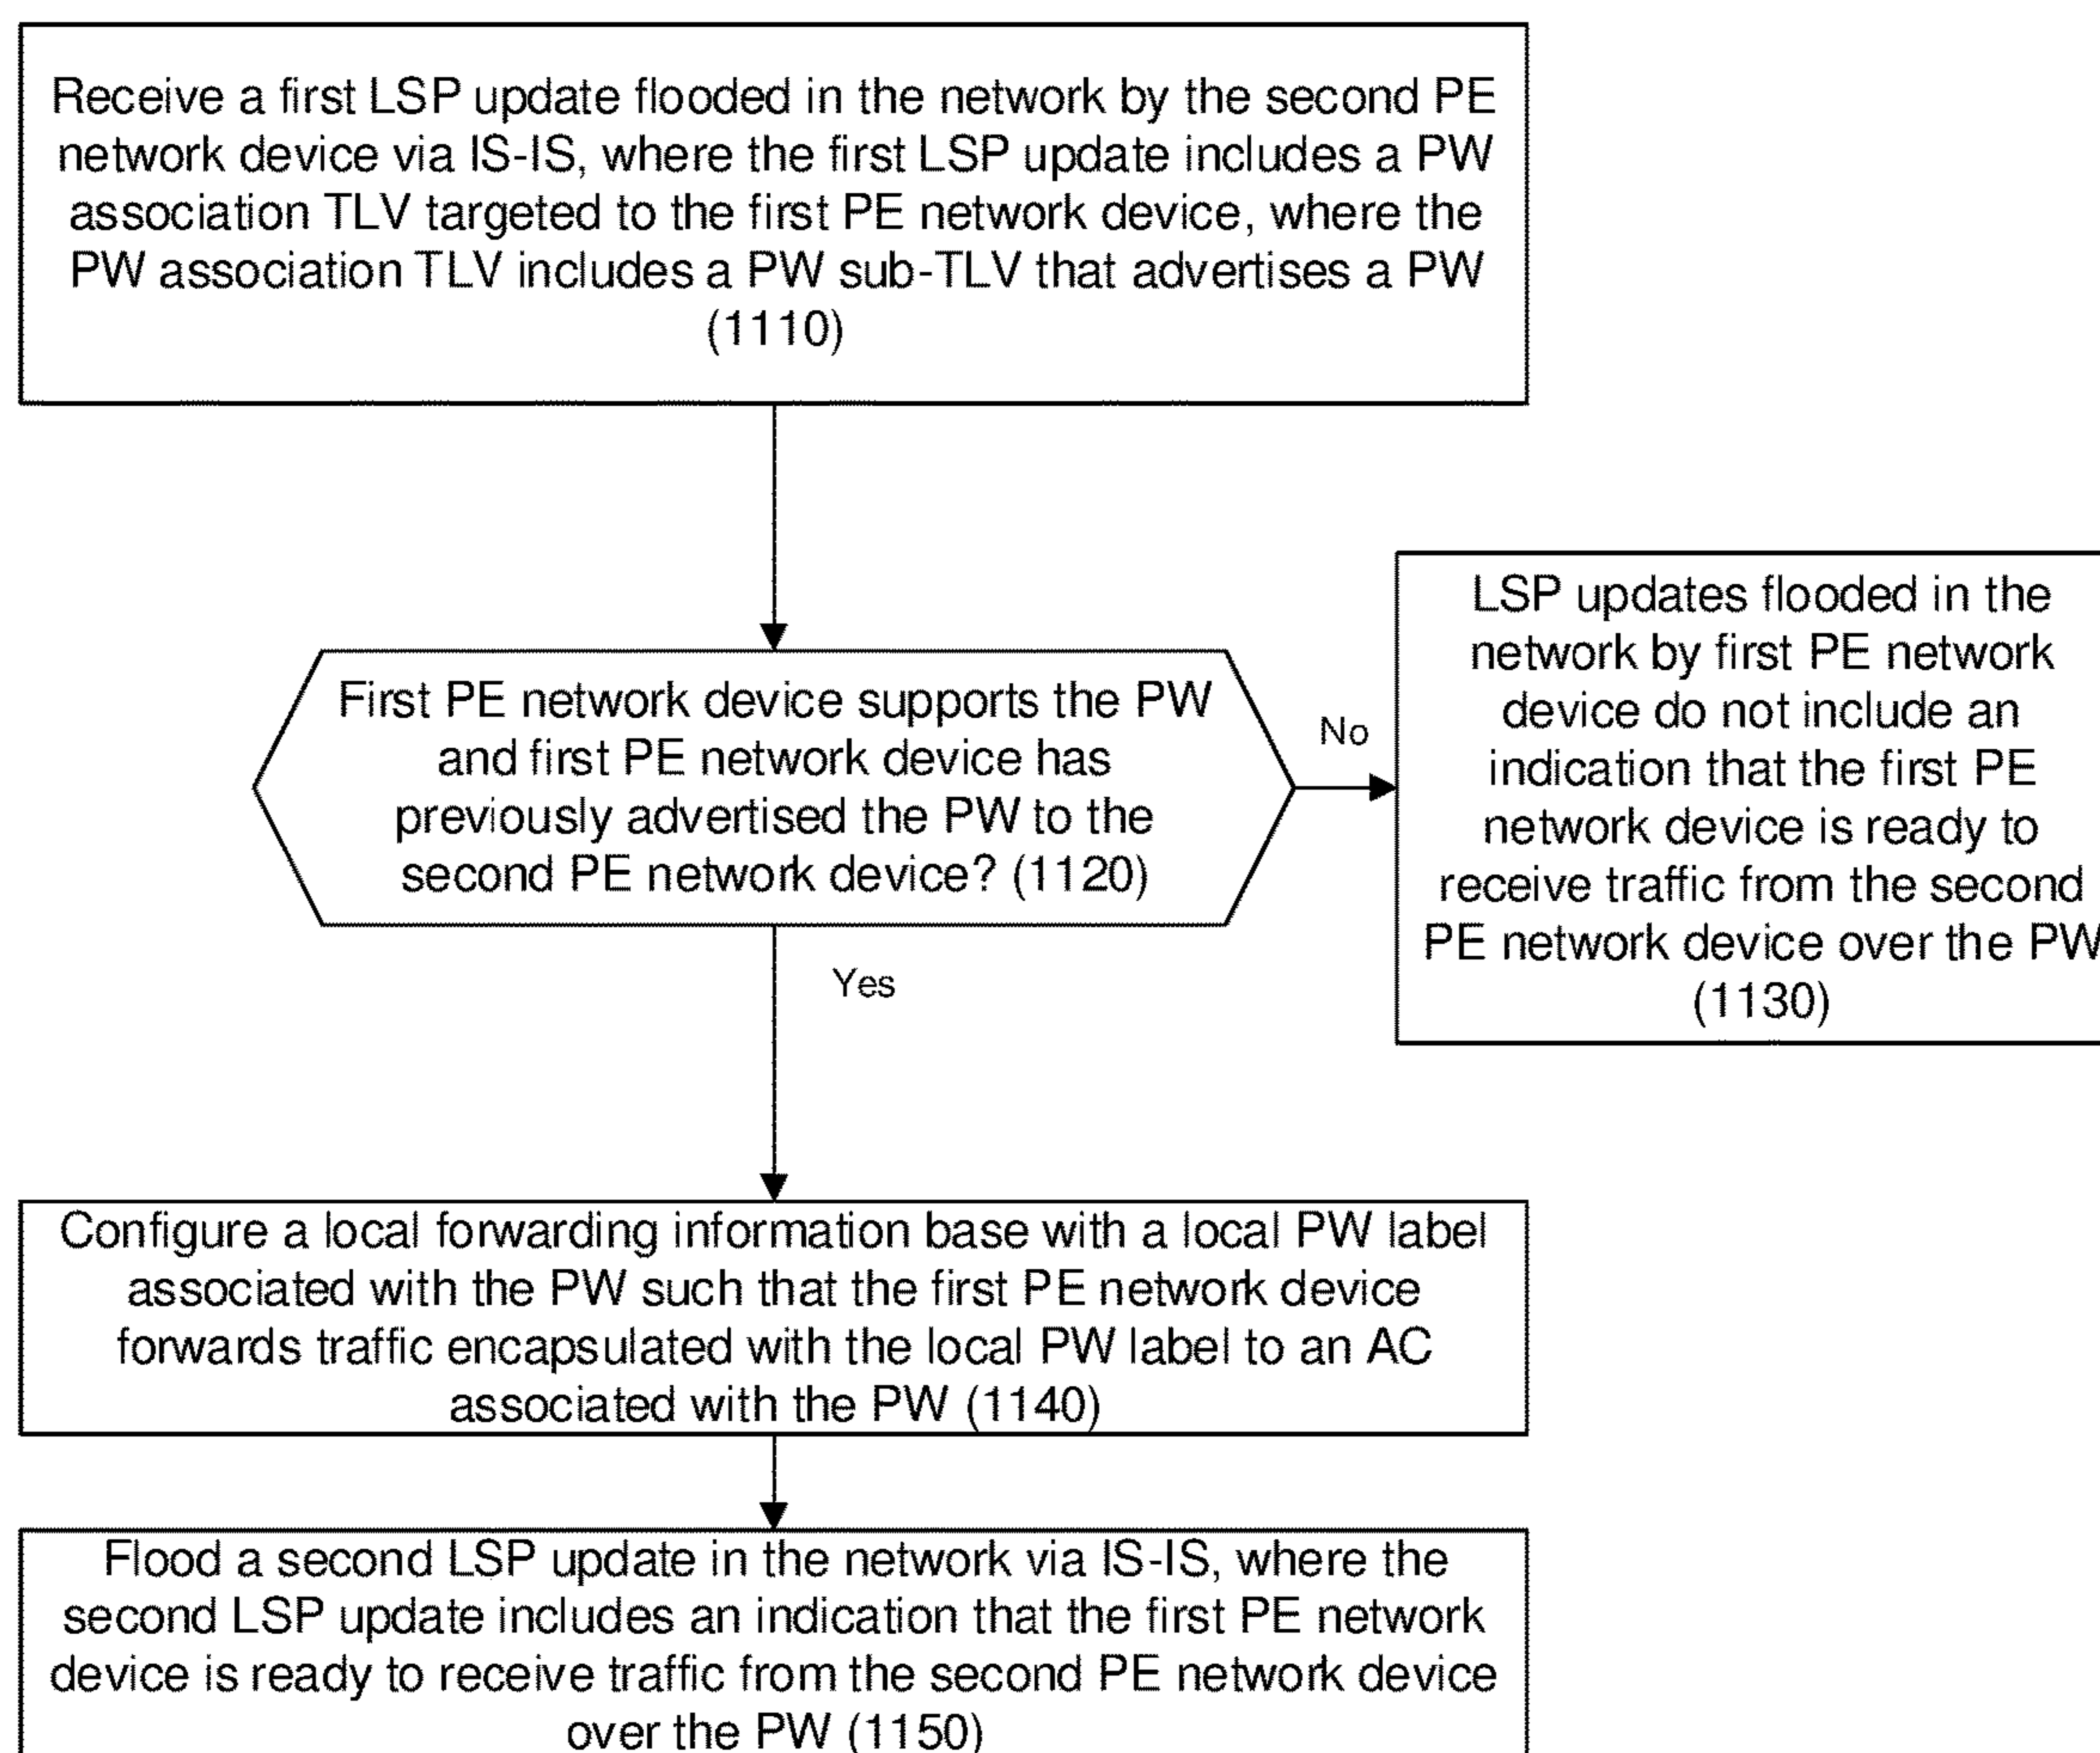 Receive a first LSP update flooded in the network by the second PE
network device via IS-IS, where the first LSP update includes a PW
association TLV targeted to the first PE network device, where the
PW association TLV includes a PW sub-TLV that advertises a PW
(1110)
First PE network device supports the PW
and first PE network device has
previously advertised the PW to the
second PE network device? (1120)
No
LSP updates flooded in the
network by first PE network
device do not include an
indication that the first PE
network device is ready to
receive traffic from the second
PE network device over the PW
(1130)
Yes
Configure a local forwarding information base with a local PW label
associated with the PW such that the first PE network device
forwards traffic encapsulated with the local PW label to an AC
associated with the PW (1140)
Flood a second LSP update in the network via IS-IS, where the
second LSP update includes an indication that the first PE network
device is ready to receive traffic from the second PE network device
over the PW (1150)